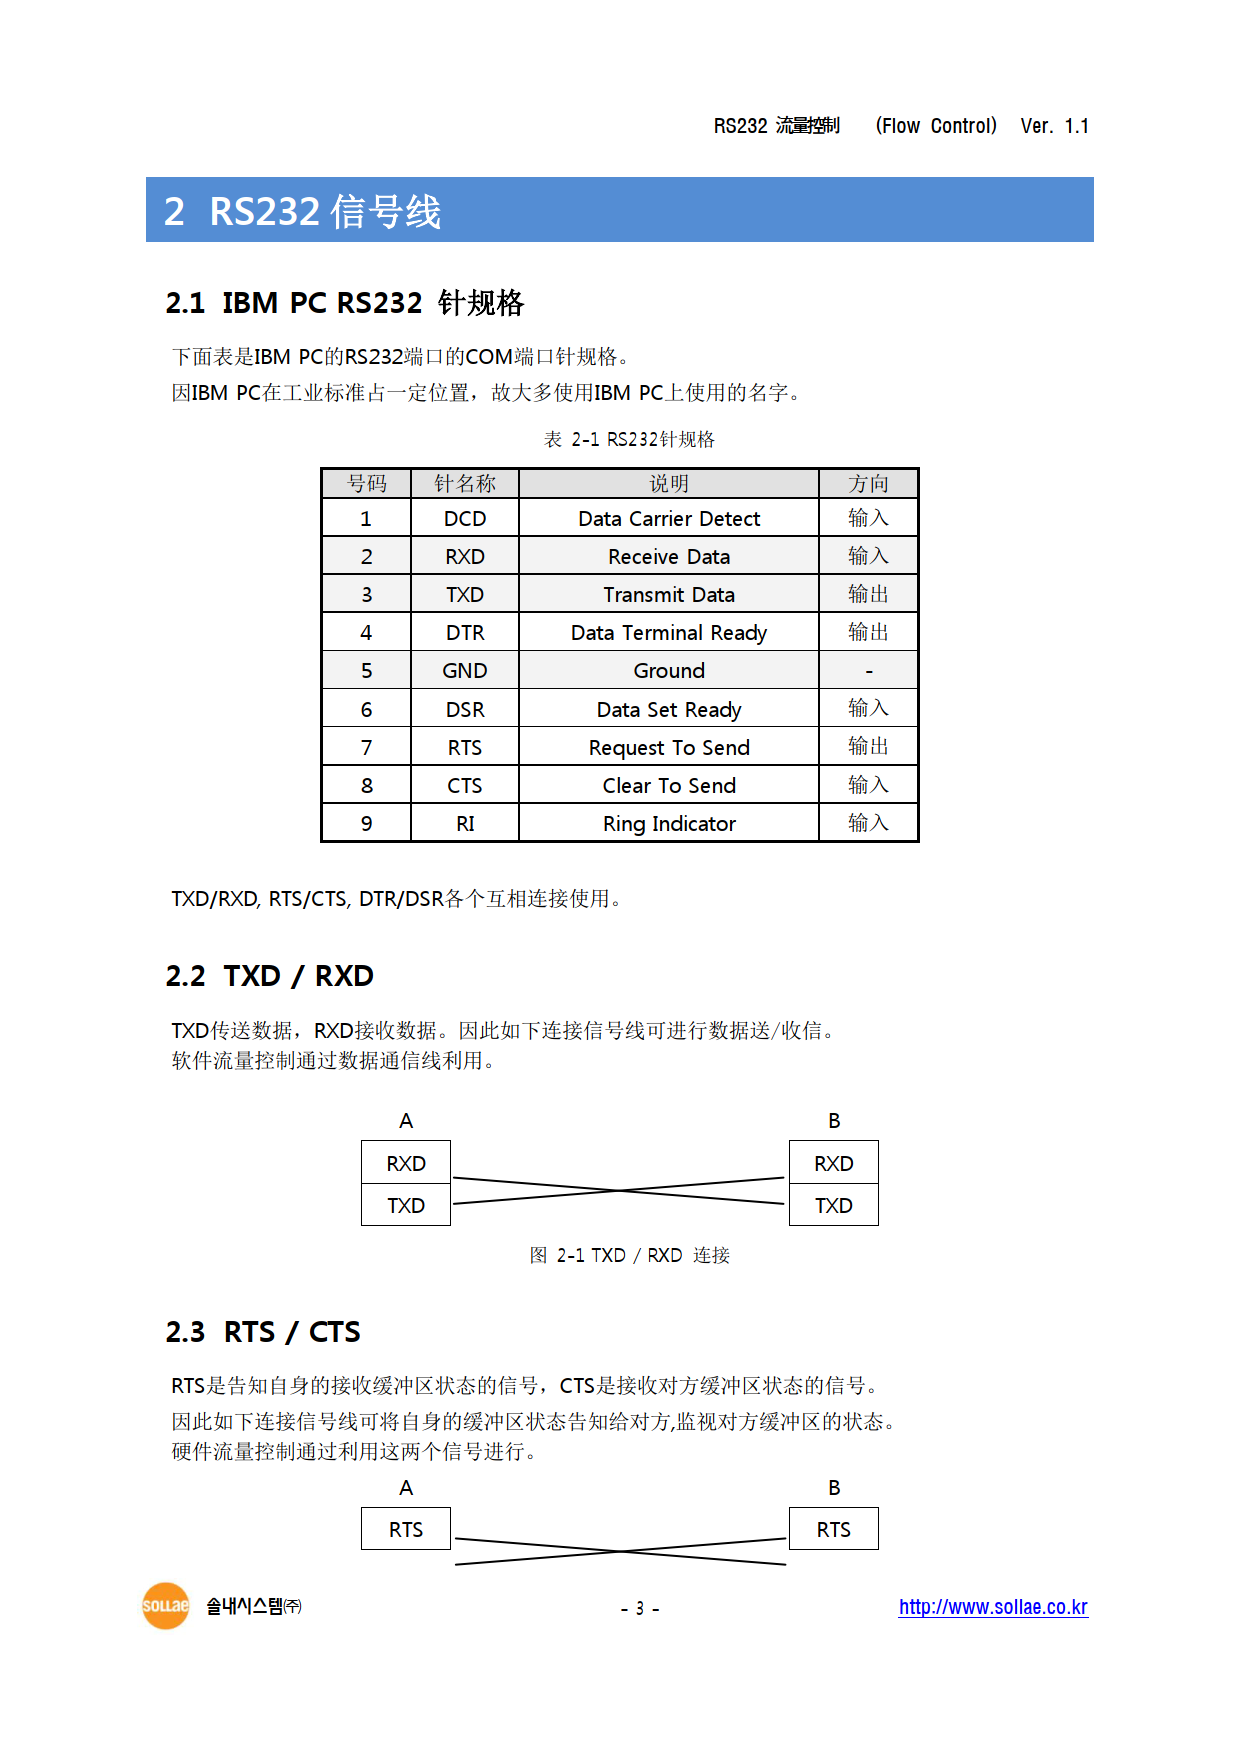 RS232 流量控制 (Flow Control) Ver. 1.1
2 RS232 信号线
2.1 IBM PC RS232 针规格
下面表是IBM PC的RS232端口的COM端口针规格。
因IBM PC在工业标准占一定位置，故大多使用IBM PC上使用的名字。
表 2-1 RS232针规格
号码 针名称 说明 方向
1 DCD Data Carrier Detect 输入
2 RXD Receive Data 输入
3 TXD Transmit Data 输出
4 DTR Data Terminal Ready 输出
5 GND Ground -
6 DSR Data Set Ready 输入
7 RTS Request To Send 输出
8 CTS Clear To Send 输入
9 RI Ring Indicator 输入
TXD/RXD, RTS/CTS, DTR/DSR各个互相连接使用。
2.2 TXD / RXD
TXD传送数据，RXD接收数据。因此如下连接信号线可进行数据送/收信。
软件流量控制通过数据通信线利用。
A B
RXD RXD
TXD TXD
图 2-1 TXD / RXD 连接
2.3 RTS / CTS
RTS是告知自身的接收缓冲区状态的信号，CTS是接收对方缓冲区状态的信号。
因此如下连接信号线可将自身的缓冲区状态告知给对方,监视对方缓冲区的状态。
硬件流量控制通过利用这两个信号进行。
A B
RTS RTS
SOLLAE 솔내시스템㈜ - 3 - http://www.sollae.co.kr